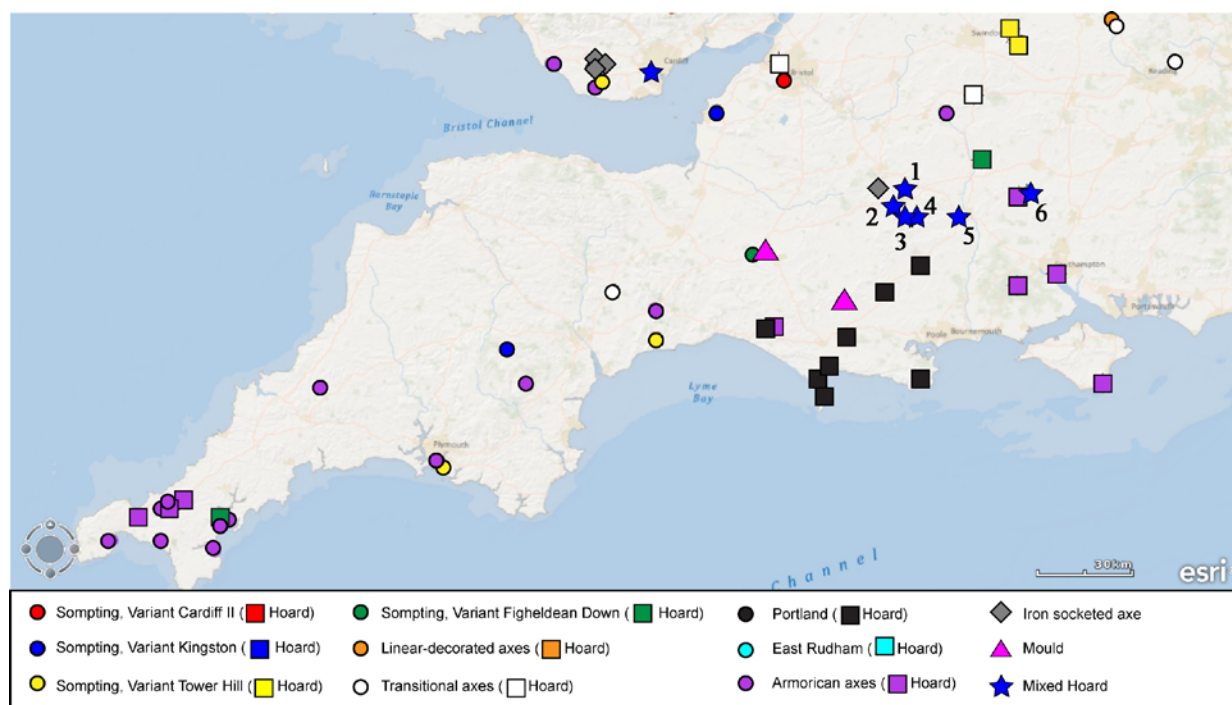 Swindon
Cardiff
Bristol
Reading
Bristol Channel
Barnstaple
Bay
1
2
3
4
5
6
Southampton
Portsmouth
Poole
Bournemouth
Lyme
Bay
Plymouth
Channel
30km
esri
Sompting, Variant Cardiff II ( Hoard)
Sompting, Variant Figheldean Down ( Hoard)
Portland ( Hoard)
Iron socketed axe
Sompting, Variant Kingston ( Hoard)
Linear-decorated axes ( Hoard)
East Rudham ( Hoard)
Mould
Sompting, Variant Tower Hill ( Hoard)
Transitional axes ( Hoard)
Armorican axes ( Hoard)
Mixed Hoard